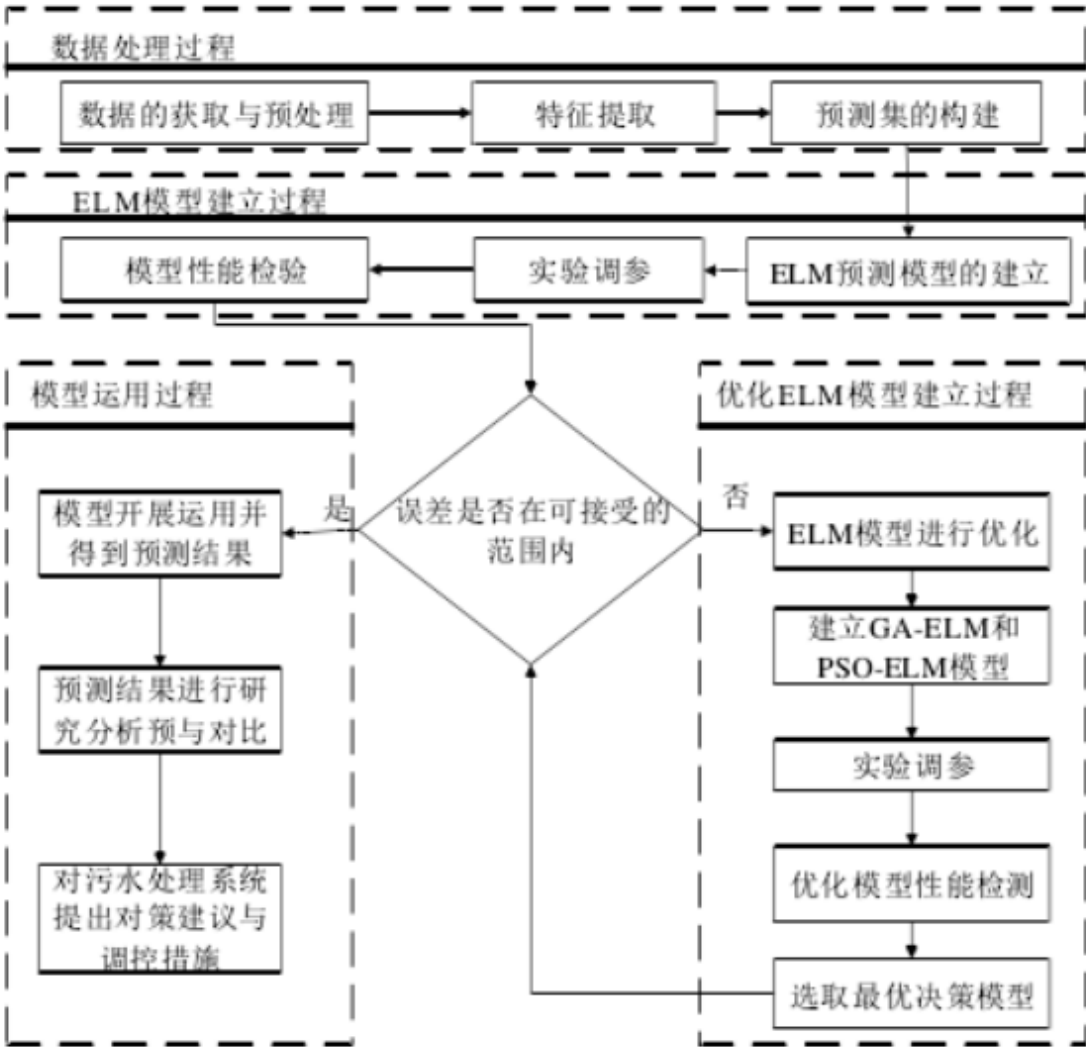 数据处理过程
数据的获取与预处理
特征提取
预测集的构建
ELM模型建立过程
模型性能检验
实验调参
ELM预测模型的建立
模型运用过程
优化ELM模型建立过程
模型开展运用并
得到预测结果
是
误差是否在可接受的
范围内
否
ELM模型进行优化
建立GA-ELM和
PSO-ELM模型
预测结果进行研
究分析预与对比
实验调参
对污水处理系统
提出对策建议与
调控措施
优化模型性能检测
选取最优决策模型